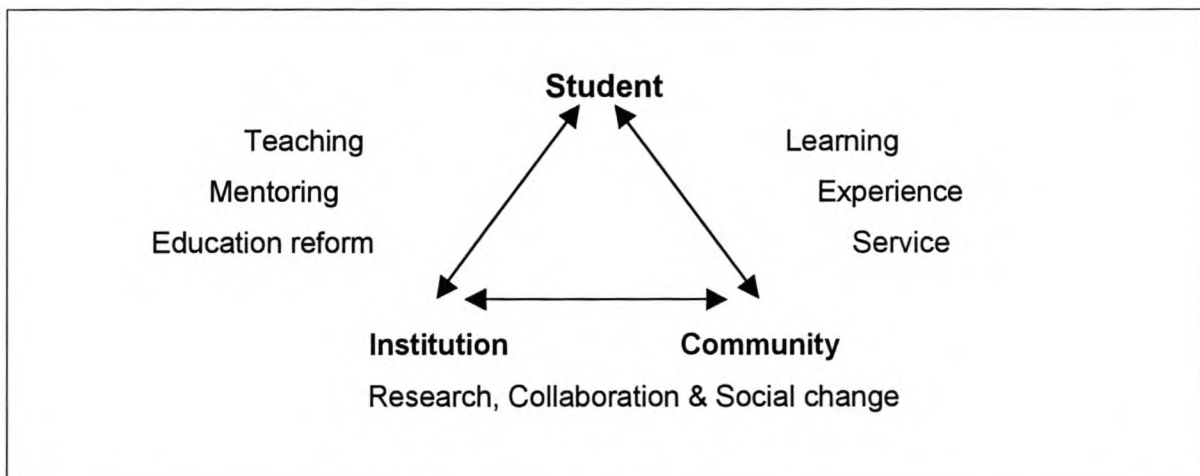 Student
Teaching Learning
Mentoring Experience
Education reform Service
Institution Community
Research, Collaboration & Social change